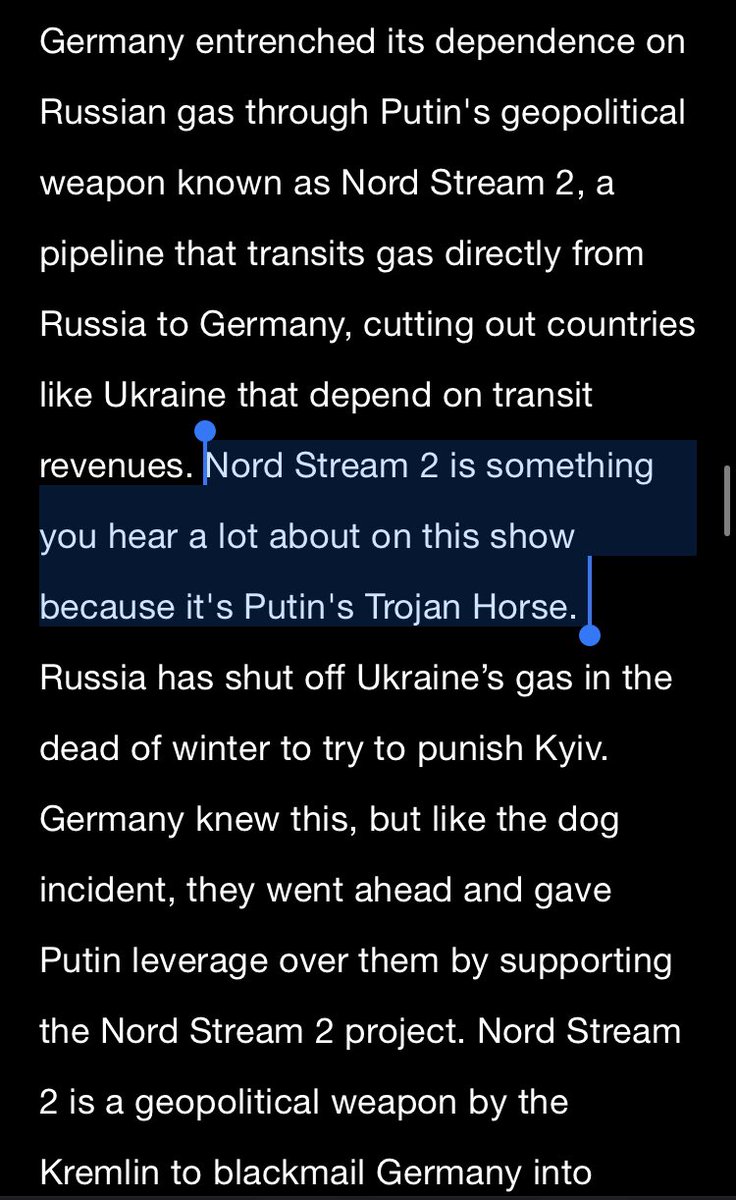 Germany entrenched its dependence on
Russian gas through Putin's geopolitical
weapon known as Nord Stream 2, a
pipeline that transits gas directly from
Russia to Germany, cutting out countries
like Ukraine that depend on transit
revenues. Nord Stream 2 is something
you hear a lot about on this show
because it's Putin's Trojan Horse.
Russia has shut off Ukraine’s gas in the
dead of winter to try to punish Kyiv.
Germany knew this, but like the dog
incident, they went ahead and gave
Putin leverage over them by supporting
the Nord Stream 2 project. Nord Stream
2 is a geopolitical weapon by the
Kremlin to blackmail Germany into